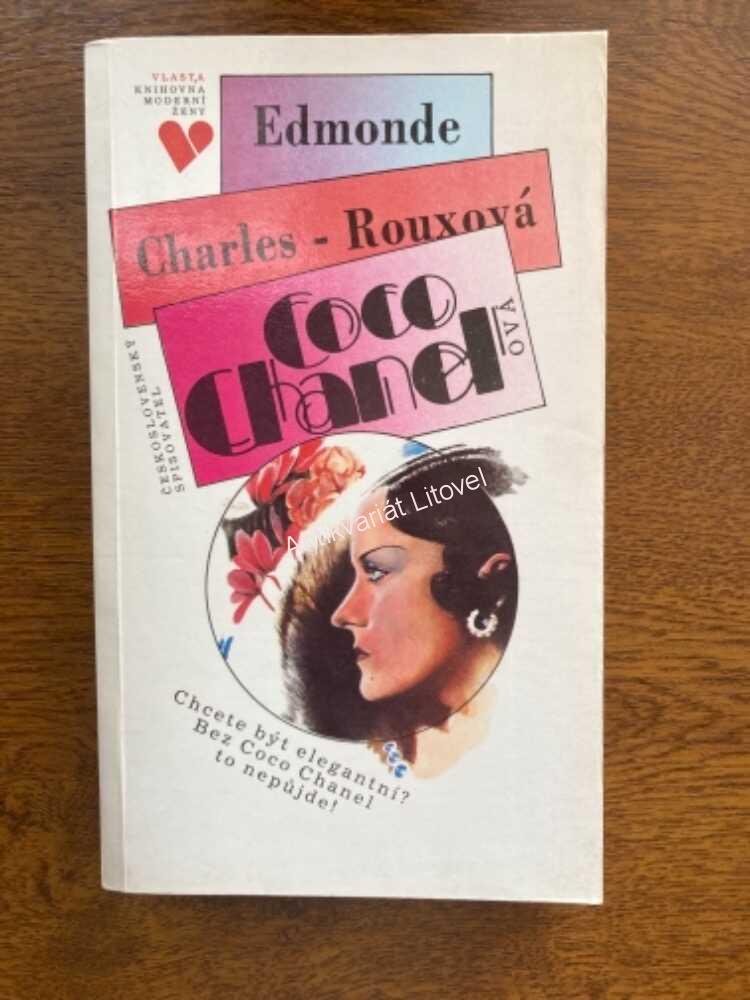 VLASTA
KNIHOVNA
MODERNÍ
ŽENY
Edmonde
Charles - Rouxová
Coco
Chanel
OVÁ
ČESKOSLOVENSKÝ
SPISOVATEL
Antikvariát Litovel
Chcete být elegantní?
Bez Coco Chanel
to nepůjde!